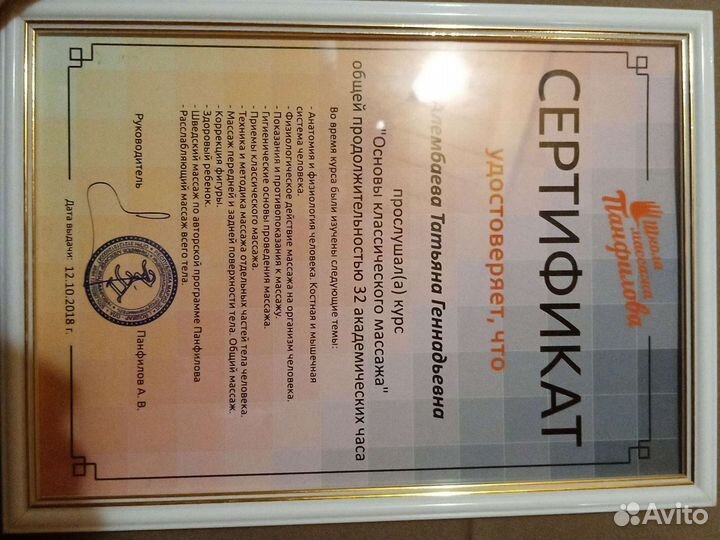 Школа
массажа
Панфилова
СЕРТИФИКАТ
удостоверяет, что
Алембаева Татьяна Геннадьевна
прослушал(а) курс
"Основы классического массажа"
общей продолжительностью 32 академических часа
Во время курса были изучены следующие темы:
- Анатомия и физиология человека. Костная и мышечная
система человека.
- Физиологическое действие массажа на организм человека.
- Показания и противопоказания к массажу.
- Гигиенические основы проведения массажа.
- Приемы классического массажа.
- Техника и методика массажа отдельных частей тела человека.
- Массаж передней и задней поверхности тела. Общий массаж.
- Коррекция фигуры.
- Здоровый ребенок.
- Шведский массаж по авторской программе Панфилова
- Расслабляющий массаж всего тела.
Руководитель
Панфилов А. В.
Дата выдачи: 12.10.2018 г.
Avito